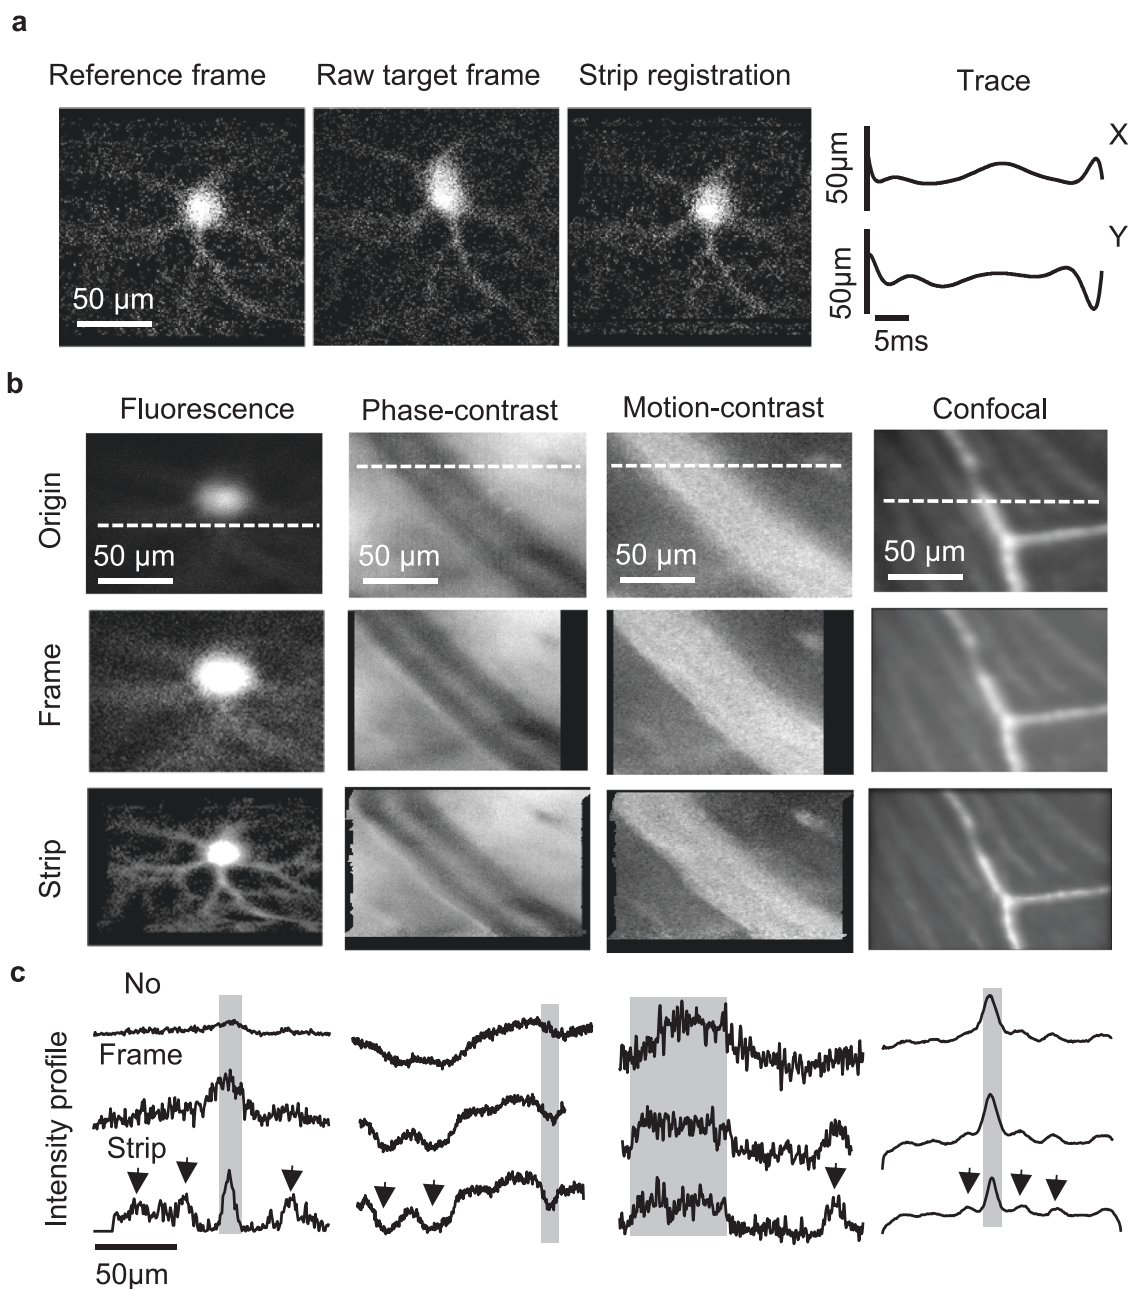 a
Reference frame
Raw target frame
Strip registration
Trace
50 µm
50µm
X
50µm
Y
5ms
b
Fluorescence
Phase-contrast
Motion-contrast
Confocal
Origin
50 µm
50 µm
50 µm
50 µm
Frame
Strip
c
Intensity profile
No
Frame
Strip
50µm